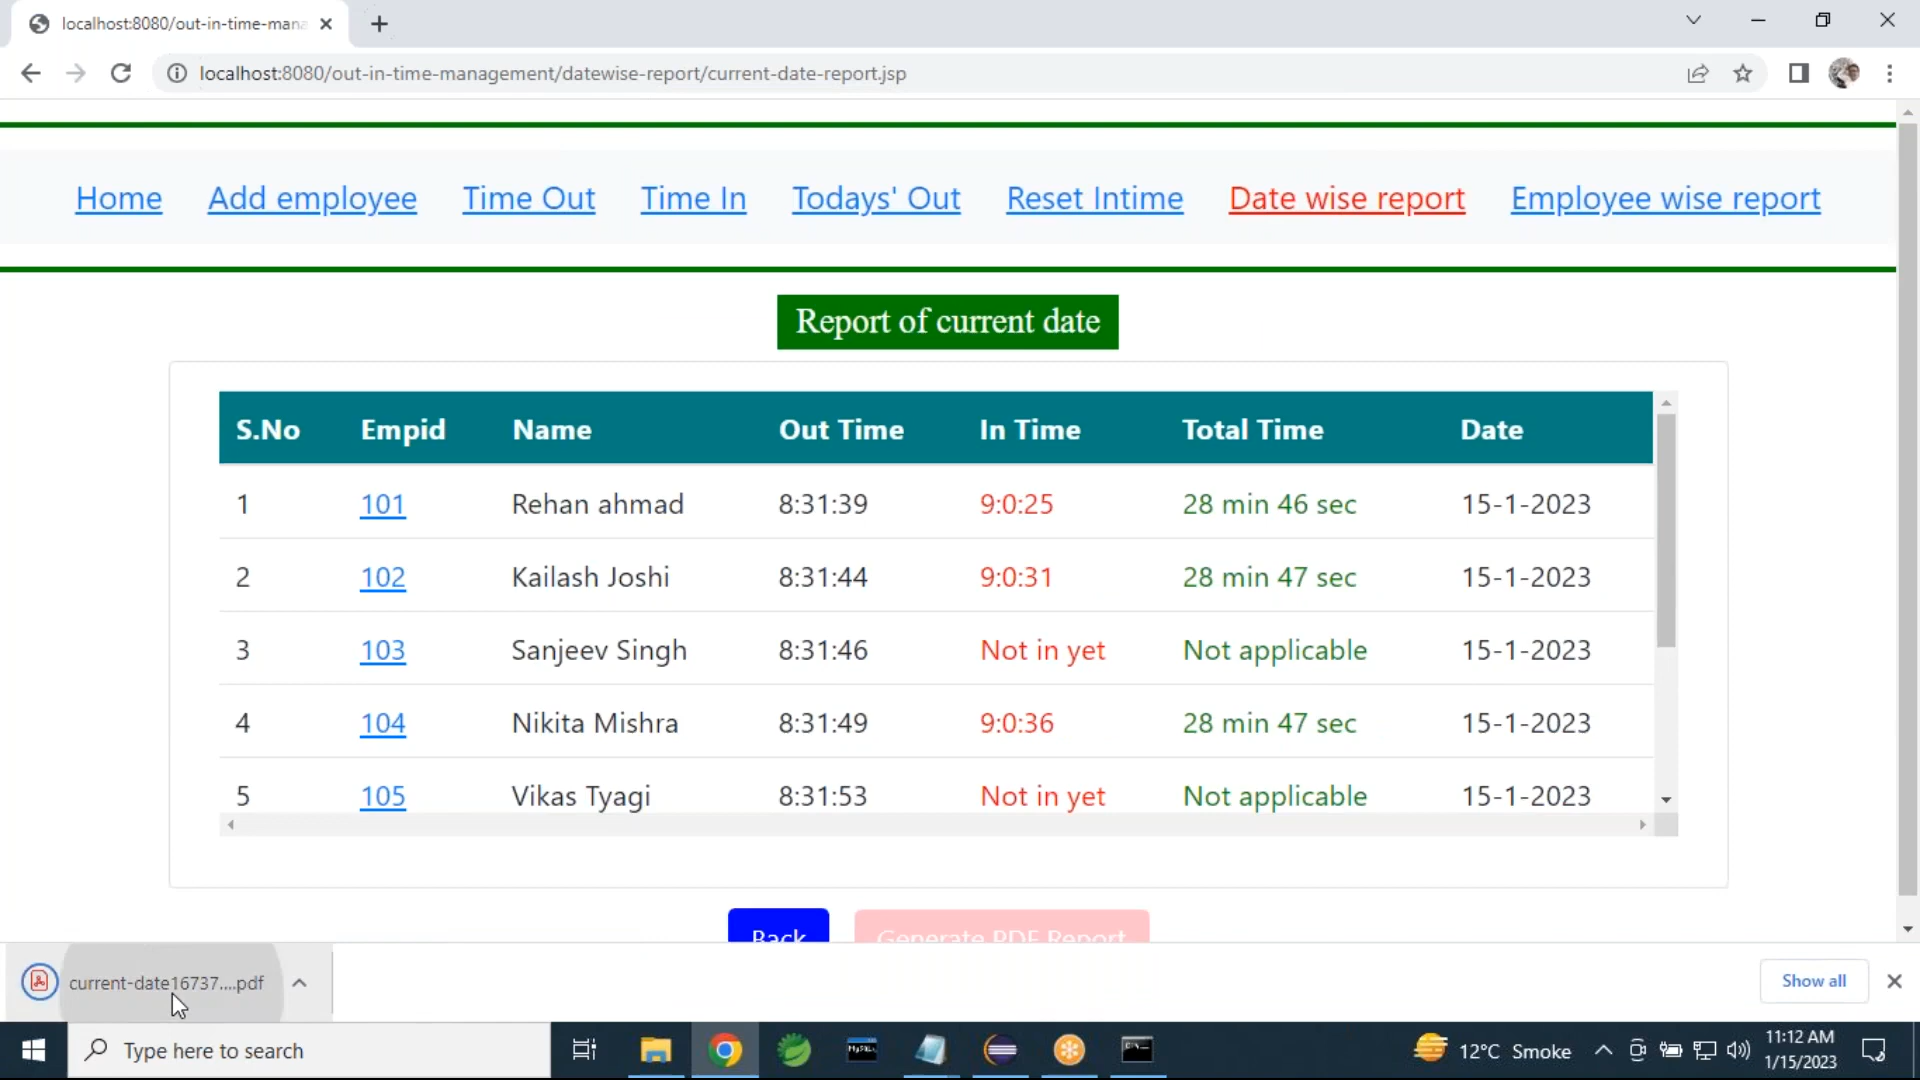 localhost:8080/out-in-time-mana
localhost:8080/out-in-time-management/datewise-report/current-date-report.jsp
Home Add employee Time Out Time In Todays' Out Reset Intime Date wise report Employee wise report
Report of current date
S.No Empid Name Out Time In Time Total Time Date
1 101 Rehan ahmad 8:31:39 9:0:25 28 min 46 sec 15-1-2023
2 102 Kailash Joshi 8:31:44 9:0:31 28 min 47 sec 15-1-2023
3 103 Sanjeev Singh 8:31:46 Not in yet Not applicable 15-1-2023
4 104 Nikita Mishra 8:31:49 9:0:36 28 min 47 sec 15-1-2023
5 105 Vikas Tyagi 8:31:53 Not in yet Not applicable 15-1-2023
Back Generate PDF Report
current-date16737....pdf Show all
Type here to search MySQL 12°C Smoke 11:12 AM
1/15/2023